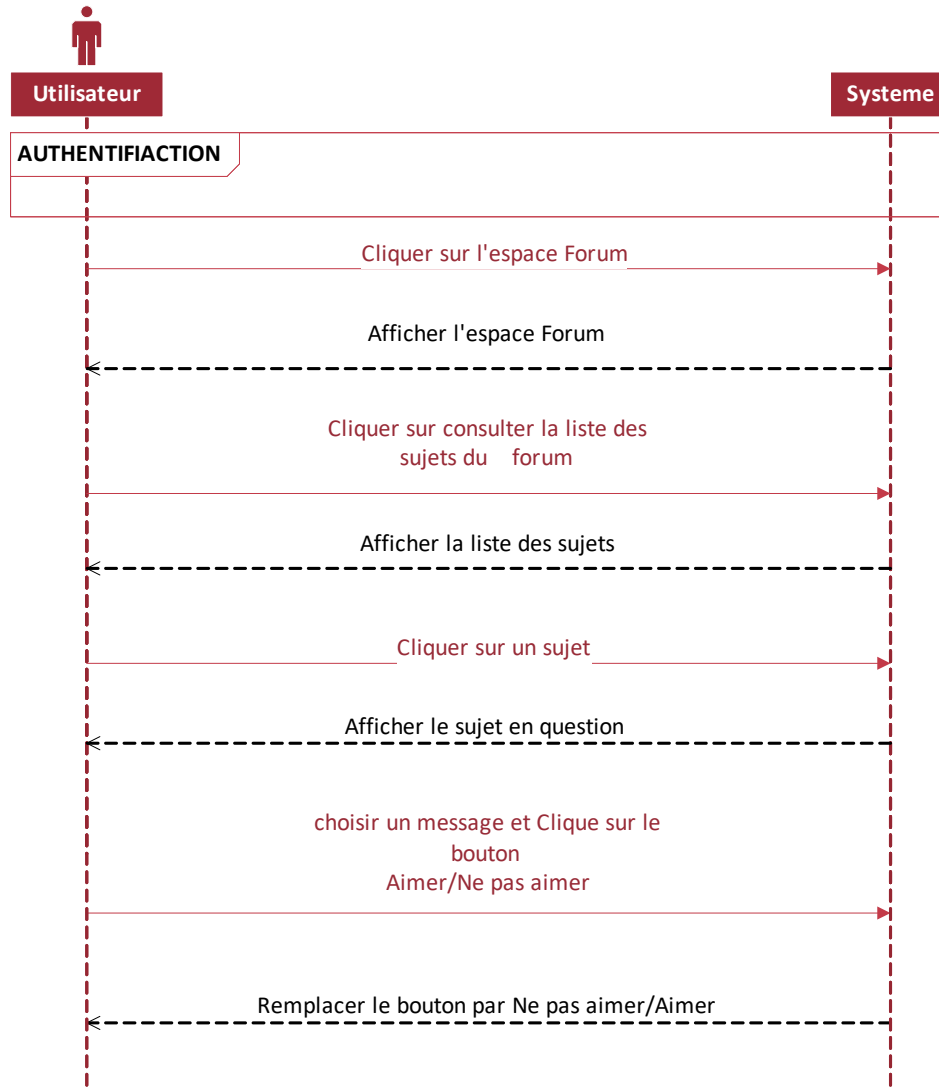 Utilisateur
Systeme
AUTHENTIFIACTION
Cliquer sur l'espace Forum
Afficher l'espace Forum
Cliquer sur consulter la liste des
sujets du forum
Afficher la liste des sujets
Cliquer sur un sujet
Afficher le sujet en question
choisir un message et Clique sur le
bouton
Aimer/Ne pas aimer
Remplacer le bouton par Ne pas aimer/Aimer